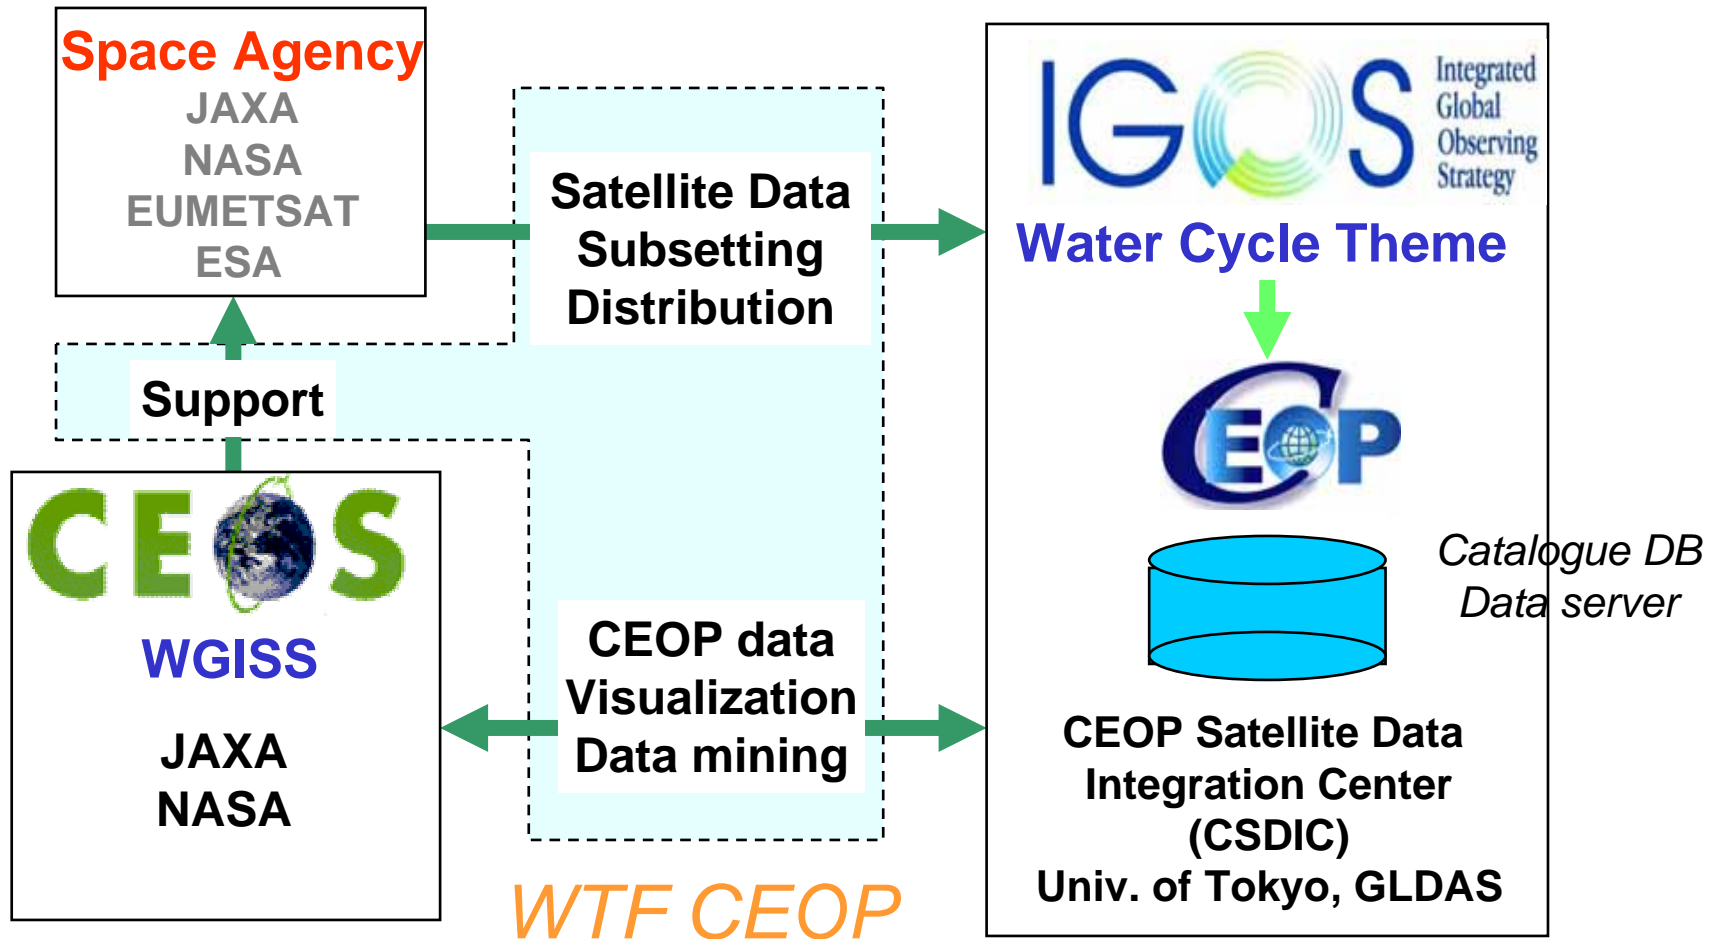 Space Agency
JAXA
NASA
EUMETSAT
ESA
Support
CEOS
WGISS
JAXA
NASA
Satellite Data
Subsetting
Distribution
CEOP data
Visualization
Data mining
WTF CEOP
IGOS
Integrated
Global
Observing
Strategy
Water Cycle Theme
CEOP
Catalogue DB
Data server
CEOP Satellite Data
Integration Center
(CSDIC)
Univ. of Tokyo, GLDAS